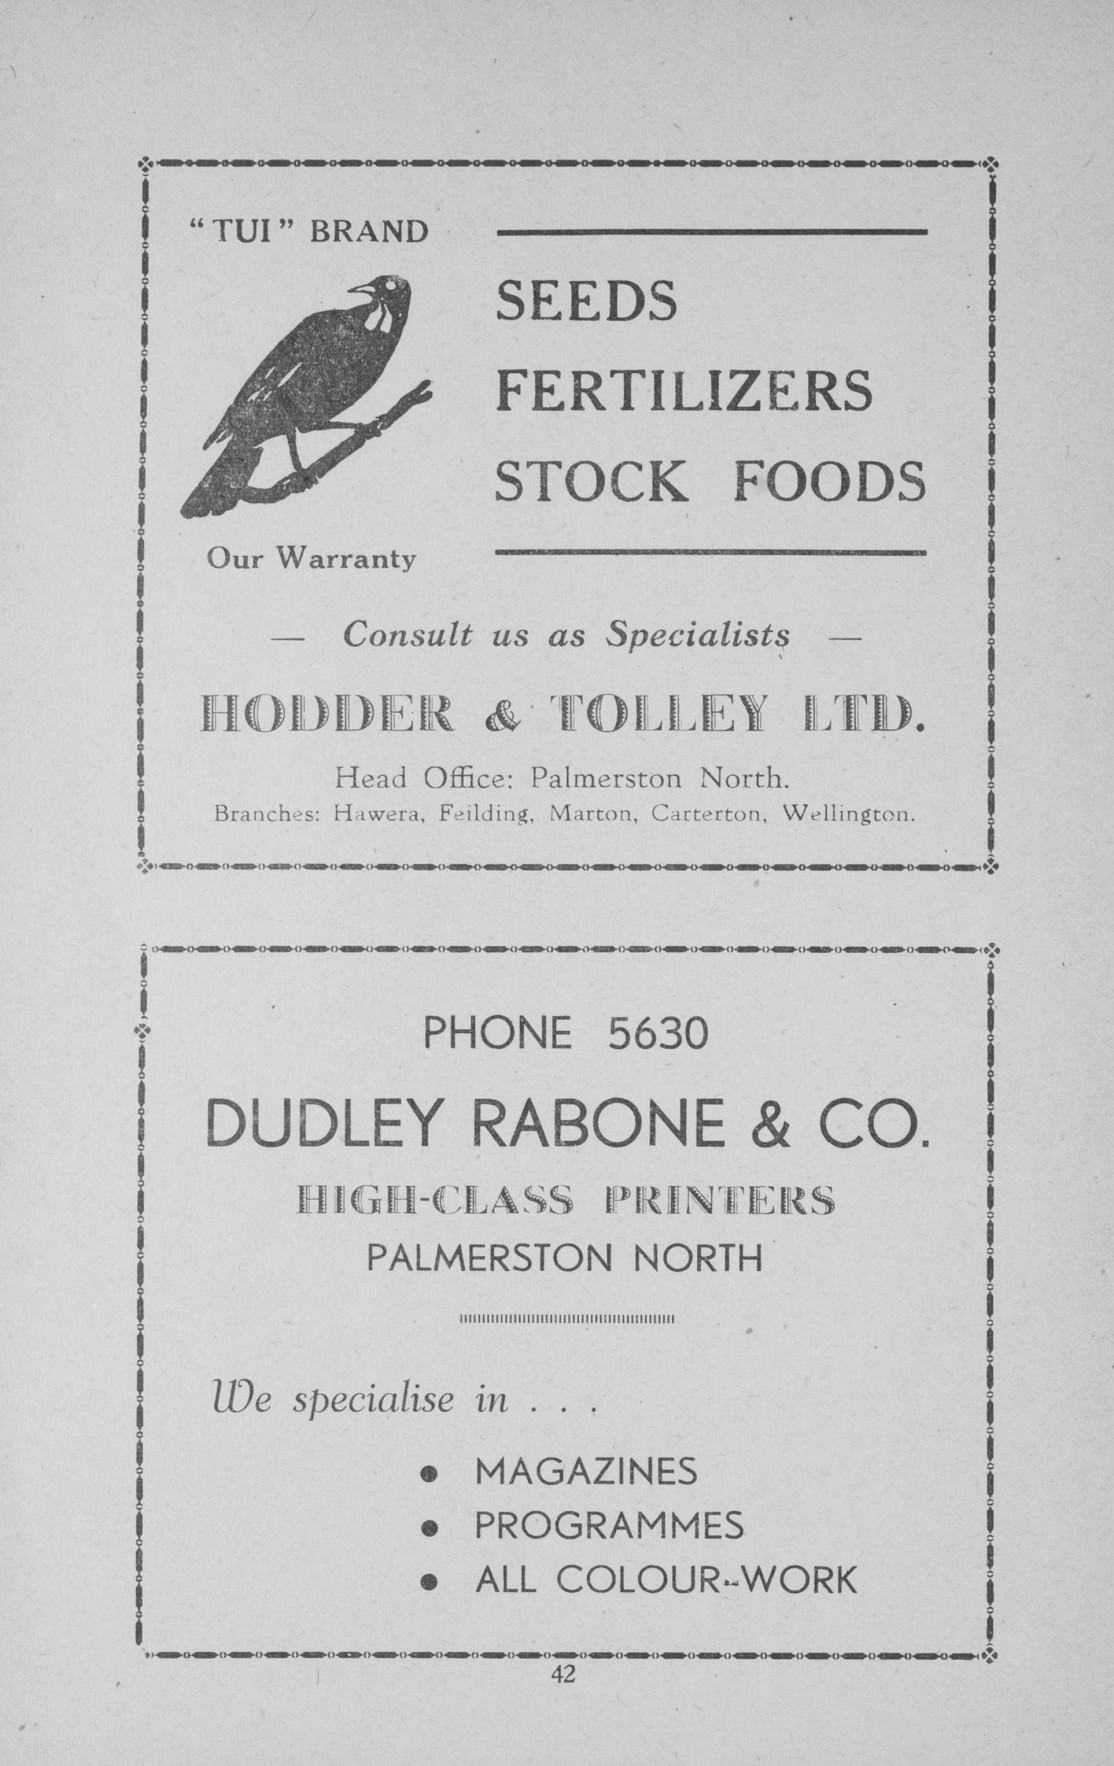 “TUI” BRAND
SEEDS
FERTILIZERS
STOCK FOODS
Our Warranty
— Consult us as Specialists —
HODDER & TOLLEY LTD.
Head Office: Palmerston North.
Branches: Hawera, Feilding, Marton, Carterton, Wellington.
PHONE 5630
DUDLEY RABONE & CO.
HIGH-CLASS PRINTERS
PALMERSTON NORTH
We specialise in . . .
● MAGAZINES
● PROGRAMMES
● ALL COLOUR-WORK
42